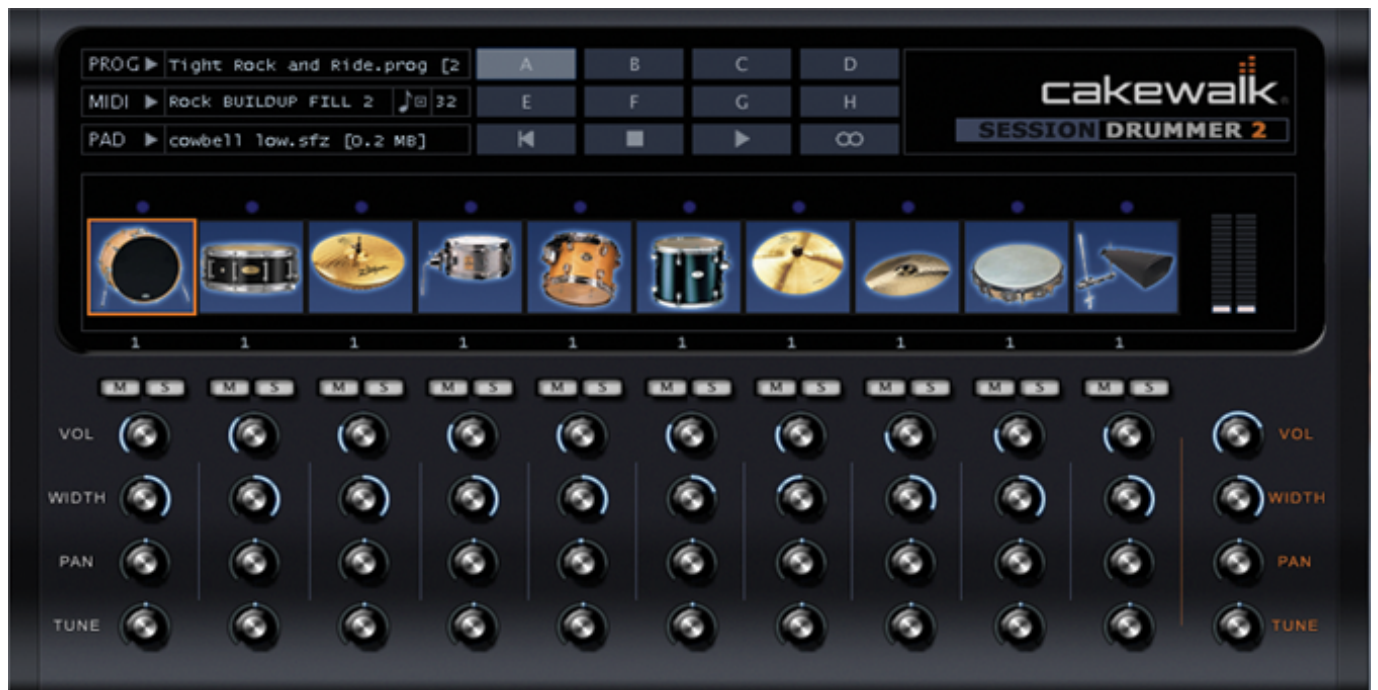 PROG Tight Rock and Ride.prog [2
A B C D
cakewalk
MIDI Rock BUILDUP FILL 2 32
E F G H
SESSION DRUMMER 2
PAD cowbell low.sfz [0.2 MB]
1 1 1 1 1 1 1 1 1 1
M S M S M S M S M S M S M S M S M S M S
VOL VOL
WIDTH WIDTH
PAN PAN
TUNE TUNE